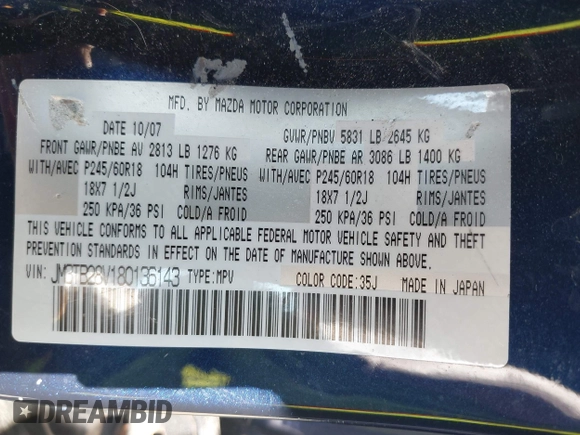 MFD. BY MAZDA MOTOR CORPORATION
DATE 10/07 GVWR/PNBV 5831 LB 2645 KG
FRONT GAWR/PNBE AV 2813 LB 1276 KG REAR GAWR/PNBE AR 3086 LB 1400 KG
WITH/AVEC P245/60R18 104H TIRES/PNEUS WITH/AVEC P245/60R18 104H TIRES/PNEUS
18X7 1/2J RIMS/JANTES 18X7 1/2J RIMS/JANTES
250 KPA/36 PSI COLD/A FROID 250 KPA/36 PSI COLD/A FROID
THIS VEHICLE CONFORMS TO ALL APPLICABLE FEDERAL MOTOR VEHICLE SAFETY AND THEFT
PREVENTION STANDARDS IN EFFECT ON THE DATE OF MANUFACTURE SHOWN ABOVE.
VIN: JM3TB28V180136143 TYPE:MPV COLOR CODE:35J MADE IN JAPAN
DREAMBID